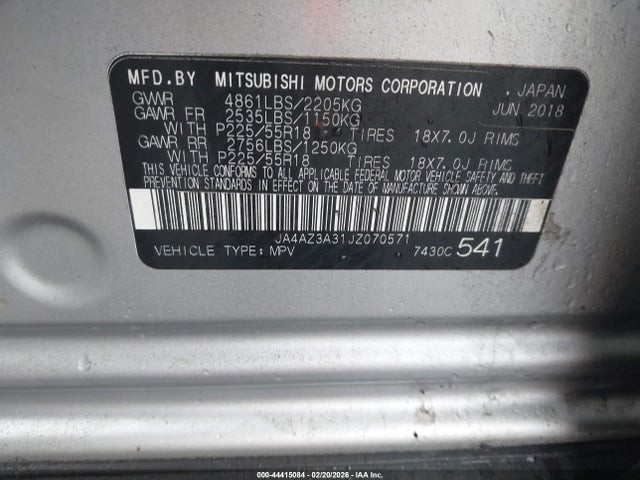 MFD.BY MITSUBISHI MOTORS CORPORATION , JAPAN
GVWR 4861LBS/2205KG JUN 2018
GAWR FR 2535LBS/1150KG
WITH P225/55R18 TIRES 18X7.0J RIMS
GAWR RR 2756LBS/1250KG
WITH P225/55R18 TIRES 18X7.0J RIMS
THIS VEHICLE CONFORMS TO ALL APPLICABLE FEDERAL MOTOR VEHICLE SAFETY AND THEFT
PREVENTION STANDARDS IN EFFECT ON THE DATE OF MANUFACTURE SHOWN ABOVE.
JA4AZ3A31JZ070571
VEHICLE TYPE: MPV 7430C 541
000-44415084 | 02/20/2026 - IAA Inc.